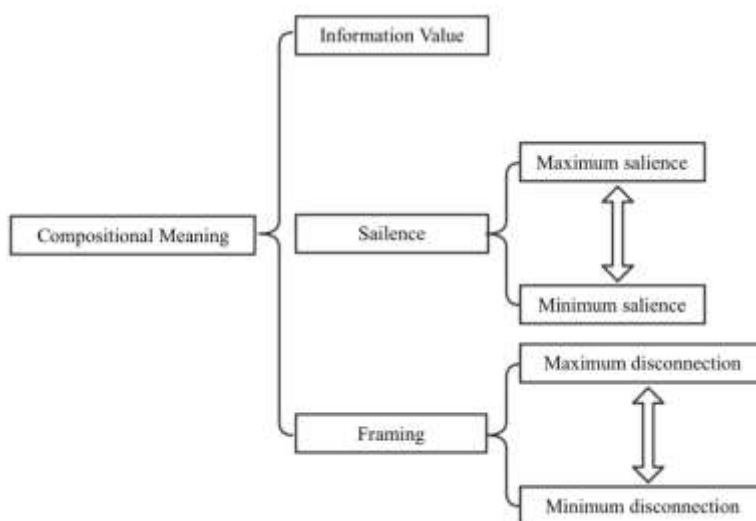 Information Value
Maximum salience
Compositional Meaning
Sailence
Minimum salience
Maximum disconnection
Framing
Minimum disconnection